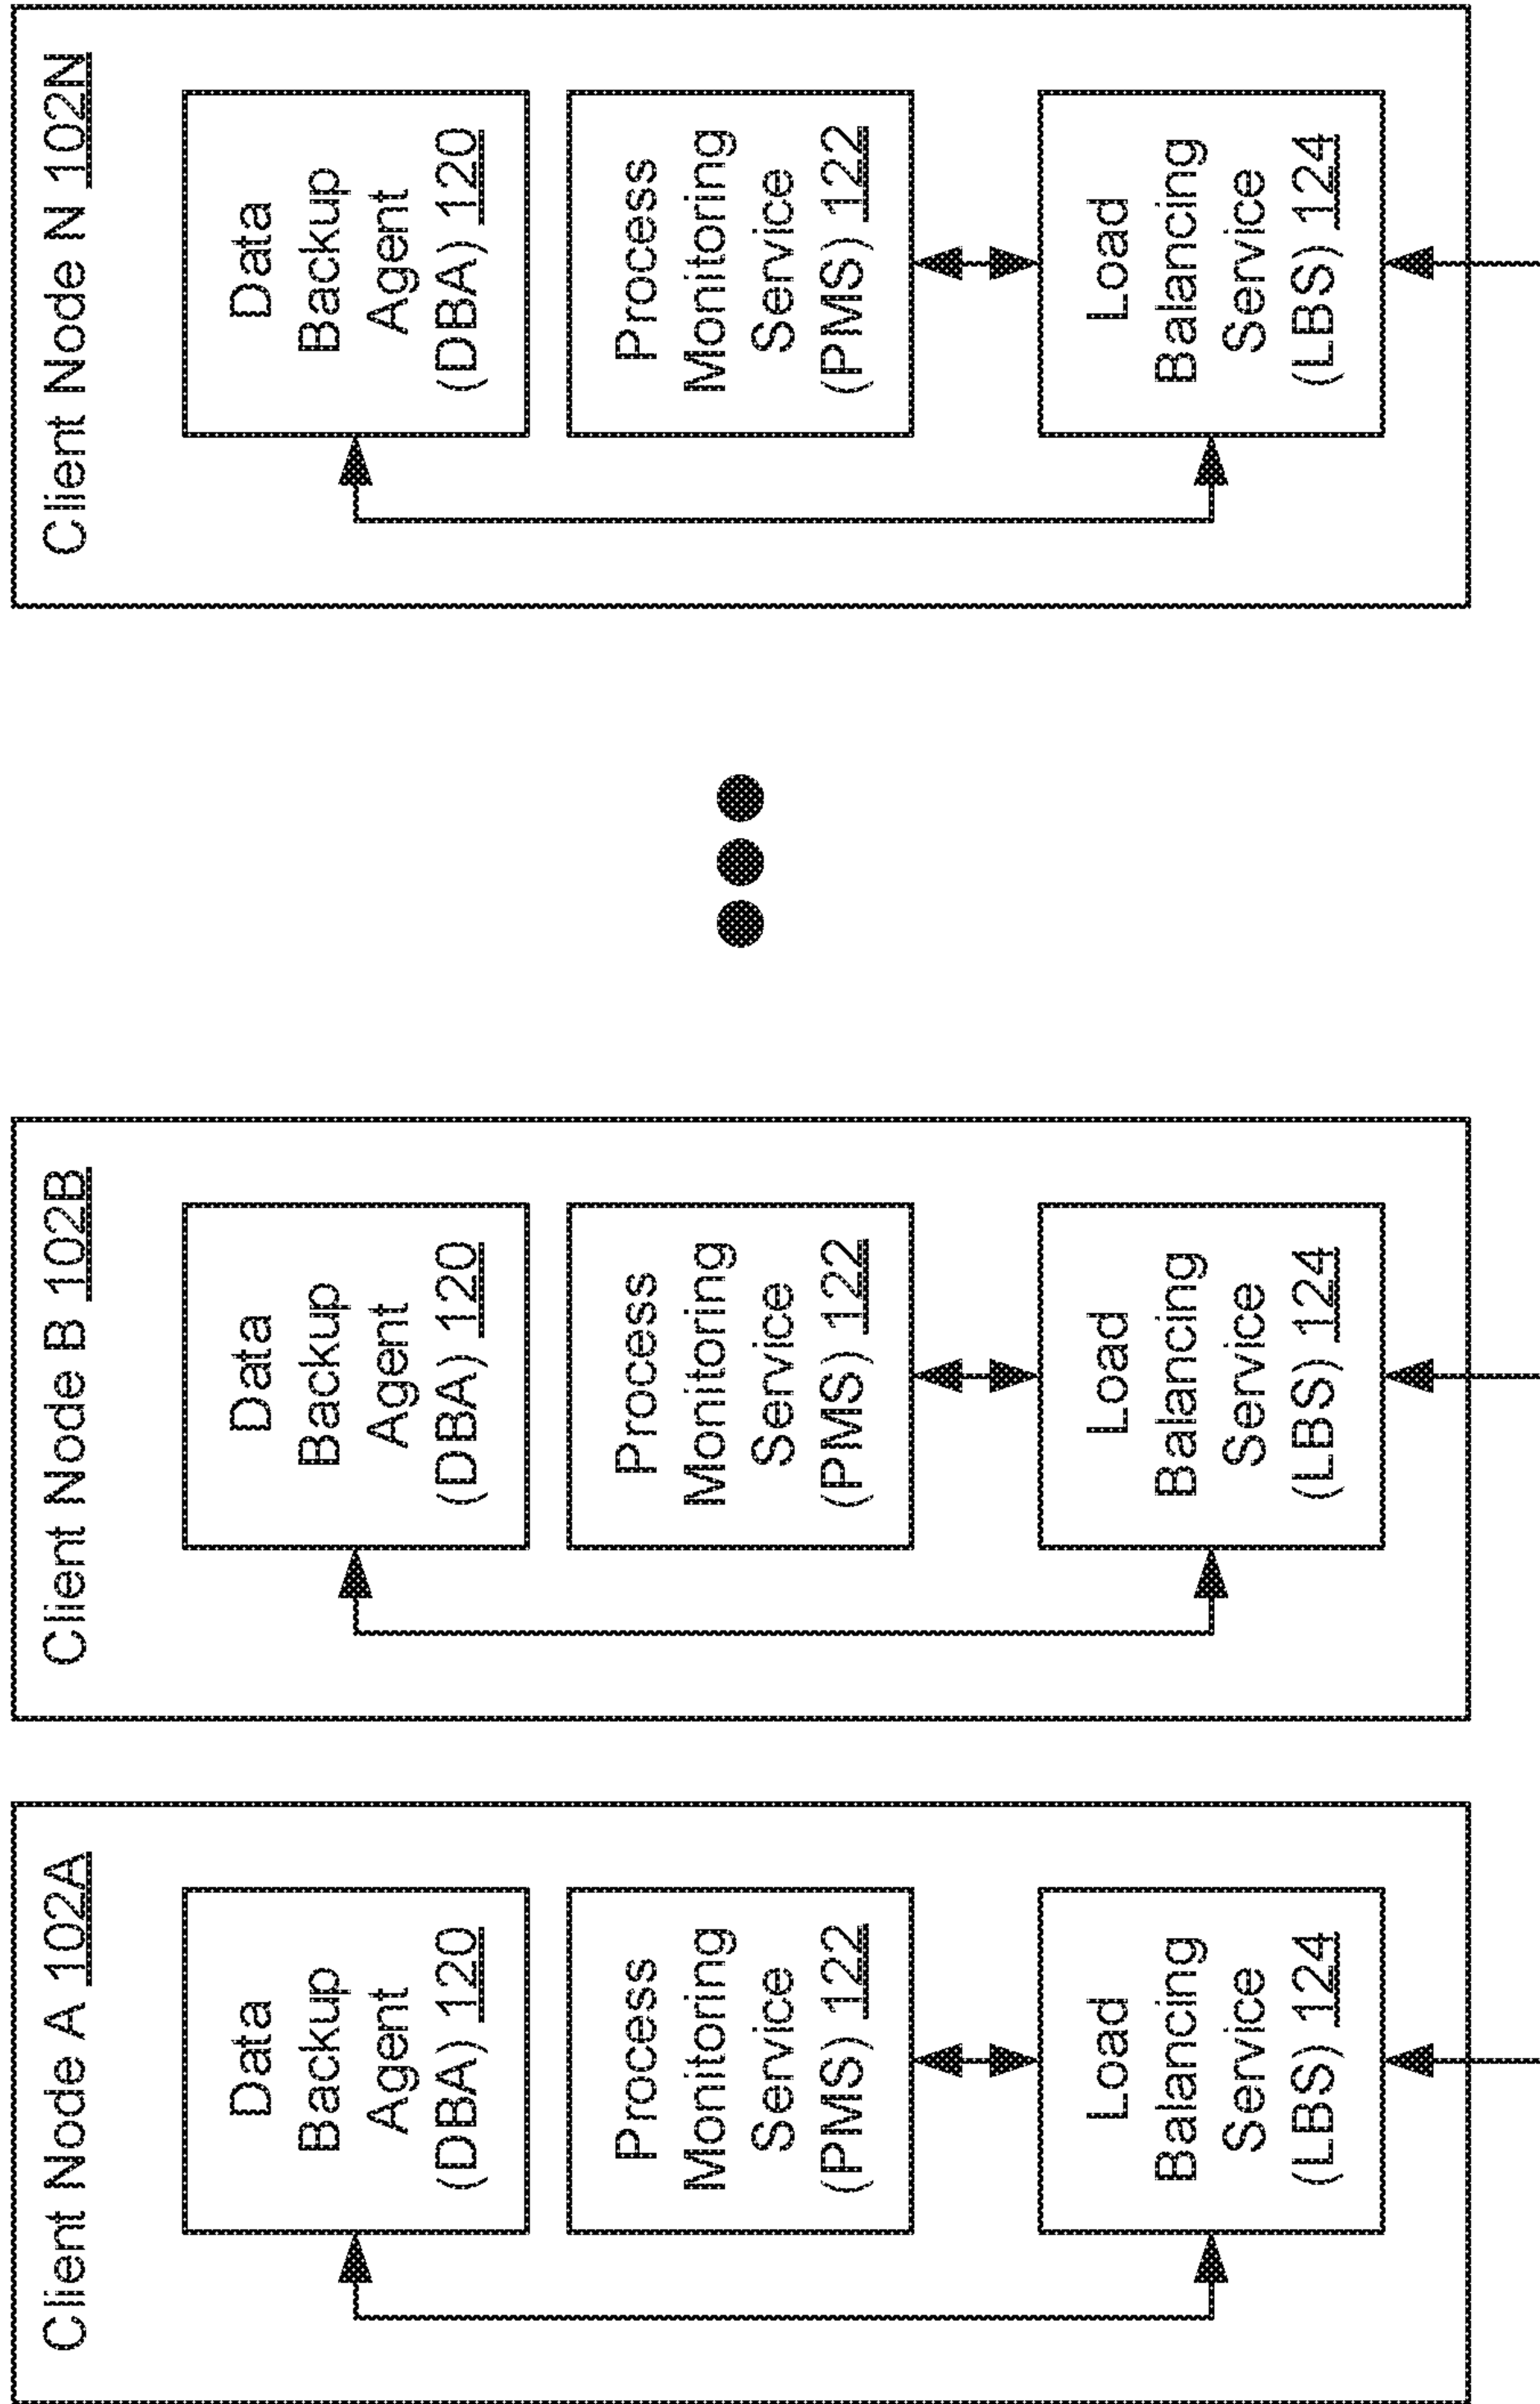 Client Node A 102A
Data
Backup
Agent
(DBA) 120
Process
Monitoring
Service
(PMS) 122
Load
Balancing
Service
(LBS) 124
Client Node B 102B
Data
Backup
Agent
(DBA) 120
Process
Monitoring
Service
(PMS) 122
Load
Balancing
Service
(LBS) 124
Client Node N 102N
Data
Backup
Agent
(DBA) 120
Process
Monitoring
Service
(PMS) 122
Load
Balancing
Service
(LBS) 124